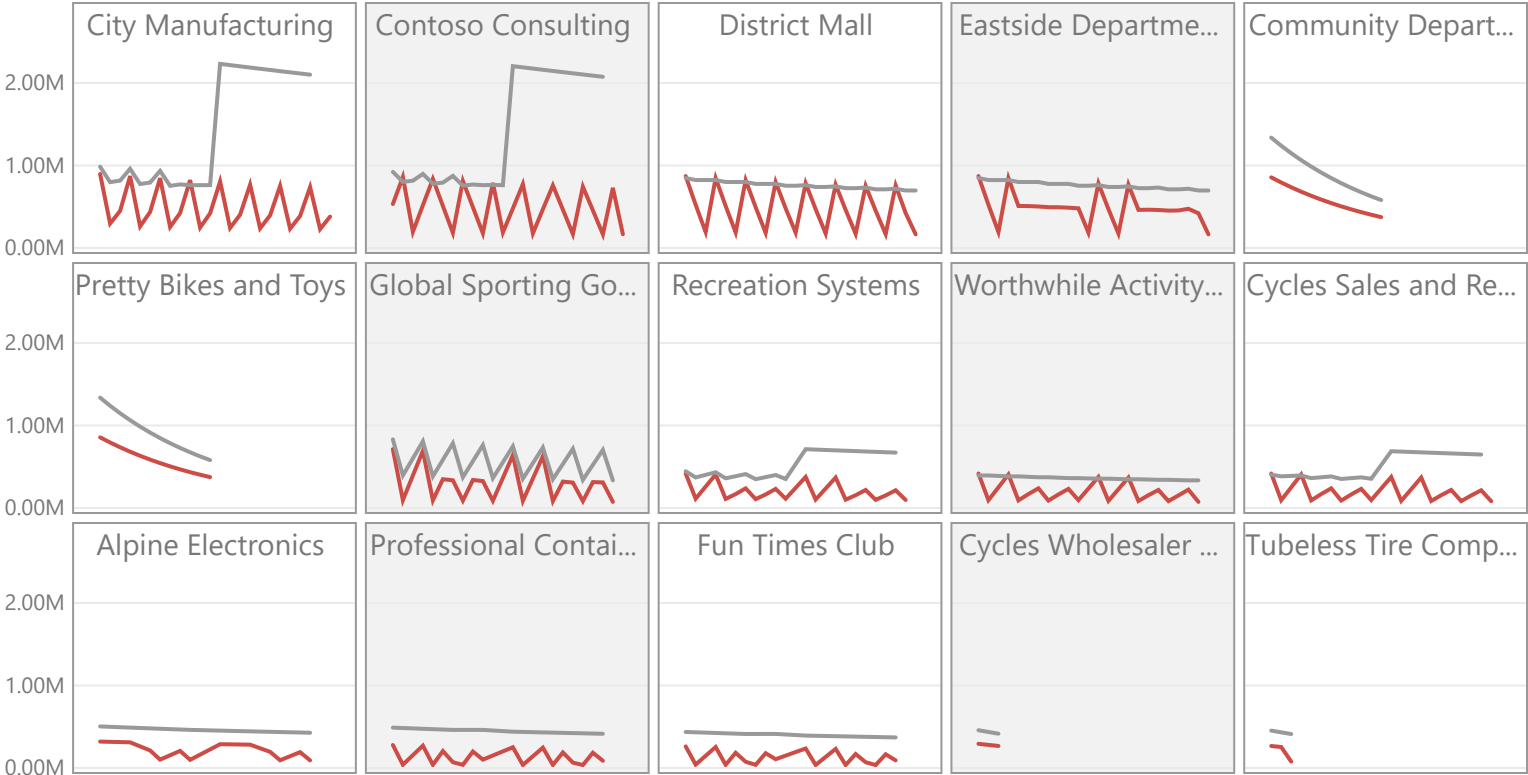 City Manufacturing
Contoso Consulting
District Mall
Eastside Departme...
Community Depart...
2.00M
1.00M
0.00M
Pretty Bikes and Toys
Global Sporting Go...
Recreation Systems
Worthwhile Activity...
Cycles Sales and Re...
2.00M
1.00M
0.00M
Alpine Electronics
Professional Contai...
Fun Times Club
Cycles Wholesaler ...
Tubeless Tire Comp...
2.00M
1.00M
0.00M